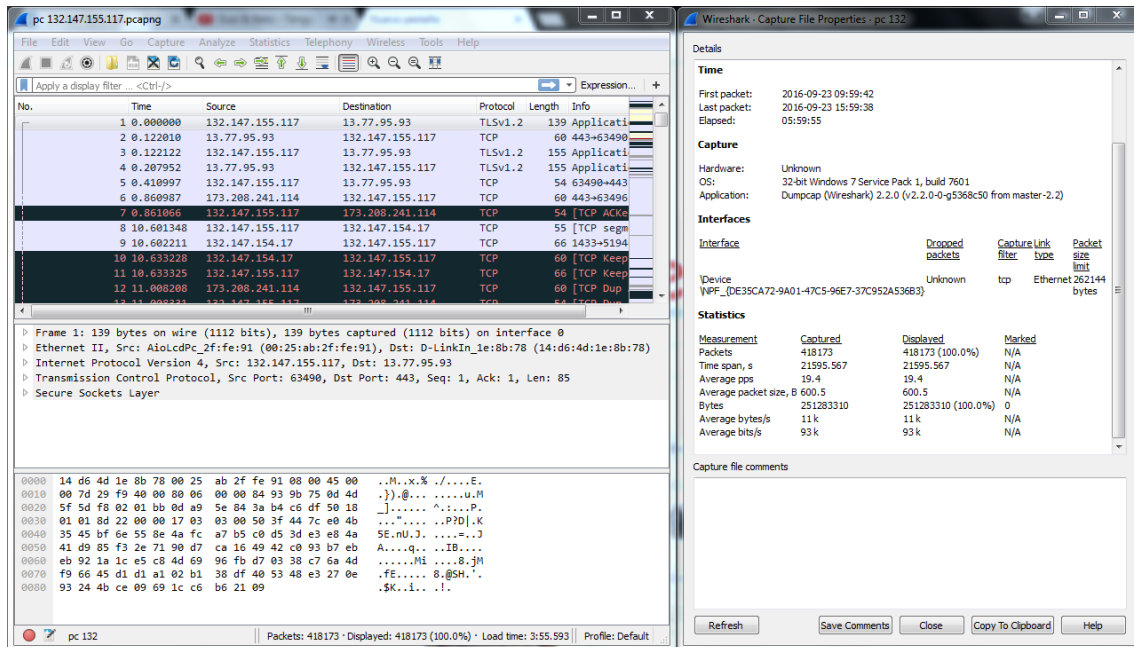 pc 132.147.155.117.pcapng
File Edit View Go Capture Analyze Statistics Telephony Wireless Tools Help
Apply a display filter ... <Ctrl-/>
Expression... +
No. Time Source Destination Protocol Length Info
1 0.000000 132.147.155.117 13.77.95.93 TLSv1.2 139 Applicati
2 0.122010 13.77.95.93 132.147.155.117 TCP 60 443→63490
3 0.122122 132.147.155.117 13.77.95.93 TLSv1.2 155 Applicati
4 0.207952 13.77.95.93 132.147.155.117 TLSv1.2 155 Applicati
5 0.410997 132.147.155.117 13.77.95.93 TCP 54 63490→443
6 0.860987 173.208.241.114 132.147.155.117 TCP 60 443→63496
7 0.861066 132.147.155.117 173.208.241.114 TCP 54 [TCP ACKe
8 10.601348 132.147.155.117 132.147.154.17 TCP 55 [TCP segm
9 10.602211 132.147.154.17 132.147.155.117 TCP 66 1433→5194
10 10.633228 132.147.154.17 132.147.155.117 TCP 60 [TCP Keep
11 10.633325 132.147.155.117 132.147.154.17 TCP 66 [TCP Keep
12 11.008208 173.208.241.114 132.147.155.117 TCP 60 [TCP Dup
13 11.008331 132.147.155.117 173.208.241.114 TCP 54 [TCP Dup
Frame 1: 139 bytes on wire (1112 bits), 139 bytes captured (1112 bits) on interface 0
Ethernet II, Src: AioLcdPc_2f:fe:91 (00:25:ab:2f:fe:91), Dst: D-LinkIn_1e:8b:78 (14:d6:4d:1e:8b:78)
Internet Protocol Version 4, Src: 132.147.155.117, Dst: 13.77.95.93
Transmission Control Protocol, Src Port: 63490, Dst Port: 443, Seq: 1, Ack: 1, Len: 85
Secure Sockets Layer
0000 14 d6 4d 1e 8b 78 00 25 ab 2f fe 91 08 00 45 00 ..M..x.% ./....E.
0010 00 7d 29 f9 40 00 80 06 00 00 84 93 9b 75 0d 4d .}).@... .....u.M
0020 5f 5d f8 02 01 bb 0d a9 5e 84 3a b4 c6 df 50 18 _]...... ^.:...P.
0030 01 01 8d 22 00 00 17 03 03 00 50 3f 44 7c e0 4b ...".... ..P?D|.K
0040 35 45 bf 6e 55 8e 4a fc a7 b5 c0 d5 3d e3 e8 4a 5E.nU.J. ....=..J
0050 41 d9 85 f3 2e 71 90 d7 ca 16 49 42 c0 93 b7 eb A....q.. ..IB....
0060 eb 92 1a 1c e5 c8 4d 69 96 fb d7 03 38 c7 6a 4d ......Mi ....8.jM
0070 f9 66 45 d1 d1 a1 02 b1 38 df 40 53 48 e3 27 0e .fE..... 8.@SH.'.
0080 93 24 4b ce 09 69 1c c6 b6 21 09 .$K..i.. .!.
pc 132 Packets: 418173 · Displayed: 418173 (100.0%) · Load time: 3:55.593 Profile: Default
Wireshark · Capture File Properties · pc 132
Details
Time
First packet: 2016-09-23 09:59:42
Last packet: 2016-09-23 15:59:38
Elapsed: 05:59:55
Capture
Hardware: Unknown
OS: 32-bit Windows 7 Service Pack 1, build 7601
Application: Dumpcap (Wireshark) 2.2.0 (v2.2.0-0-g5368c50 from master-2.2)
Interfaces
Interface Dropped packets Capture filter Link type Packet size limit
\Device Unknown tcp Ethernet 262144
\NPF_{DE35CA72-9A01-47C5-96E7-37C952A536B3} bytes
Statistics
Measurement Captured Displayed Marked
Packets 418173 418173 (100.0%) N/A
Time span, s 21595.567 21595.567 N/A
Average pps 19.4 19.4 N/A
Average packet size, B 600.5 600.5 N/A
Bytes 251283310 251283310 (100.0%) 0
Average bytes/s 11 k 11 k N/A
Average bits/s 93 k 93 k N/A
Capture file comments
Refresh Save Comments Close Copy To Clipboard Help